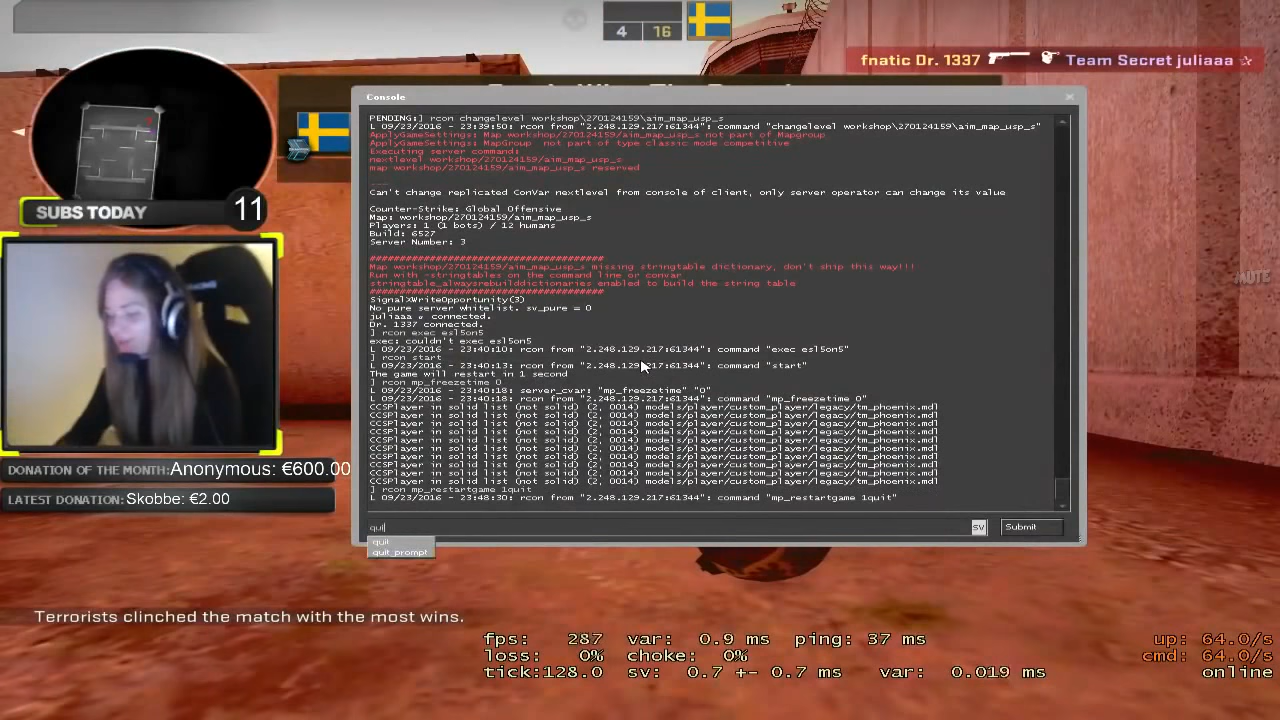 4 16
fnatic Dr. 1337 Team Secret juliaaa
Console
PENDING:] rcon changelevel workshop\270124159\aim_map_usp_s
L 09/23/2016 - 23:39:50: rcon from "2.248.129.217:61344": command "changelevel workshop\270124159\aim_map_usp_s"
ApplyGameSettings: Map workshop/270124159/aim_map_usp_s not part of Mapgroup
ApplyGameSettings: MapGroup  not part of type classic mode competitive
Executing server command:
nextlevel workshop/270124159/aim_map_usp_s
map workshop/270124159/aim_map_usp_s reserved
---
Can't change replicated ConVar nextlevel from console of client, only server operator can change its value
Counter-Strike: Global Offensive
Map: workshop/270124159/aim_map_usp_s
Players: 1 (1 bots) / 12 humans
Build: 6527
Server Number: 3
#######################################
Map workshop/270124159/aim_map_usp_s missing stringtable dictionary, don't ship this way!!!
Run with -stringtables on the command line or convar
stringtable_alwaysrebuilddictionaries enabled to build the string table
#######################################
SignalXWriteOpportunity(3)
No pure server whitelist. sv_pure = 0
juliaaa connected.
Dr. 1337 connected.
] rcon exec esl5on5
exec: couldn't exec esl5on5
L 09/23/2016 - 23:40:10: rcon from "2.248.129.217:61344": command "exec esl5on5"
] rcon start
L 09/23/2016 - 23:40:13: rcon from "2.248.129.217:61344": command "start"
The game will restart in 1 second
] rcon mp_freezetime 0
L 09/23/2016 - 23:40:18: server_cvar: "mp_freezetime" "0"
L 09/23/2016 - 23:40:18: rcon from "2.248.129.217:61344": command "mp_freezetime 0"
CCSPlayer in solid list (not solid) (2, 0014) models/player/custom_player/legacy/tm_phoenix.mdl
CCSPlayer in solid list (not solid) (2, 0014) models/player/custom_player/legacy/tm_phoenix.mdl
CCSPlayer in solid list (not solid) (2, 0014) models/player/custom_player/legacy/tm_phoenix.mdl
CCSPlayer in solid list (not solid) (2, 0014) models/player/custom_player/legacy/tm_phoenix.mdl
CCSPlayer in solid list (not solid) (2, 0014) models/player/custom_player/legacy/tm_phoenix.mdl
CCSPlayer in solid list (not solid) (2, 0014) models/player/custom_player/legacy/tm_phoenix.mdl
CCSPlayer in solid list (not solid) (2, 0014) models/player/custom_player/legacy/tm_phoenix.mdl
CCSPlayer in solid list (not solid) (2, 0014) models/player/custom_player/legacy/tm_phoenix.mdl
CCSPlayer in solid list (not solid) (2, 0014) models/player/custom_player/legacy/tm_phoenix.mdl
CCSPlayer in solid list (not solid) (2, 0014) models/player/custom_player/legacy/tm_phoenix.mdl
] rcon mp_restartgame 1quit
L 09/23/2016 - 23:48:30: rcon from "2.248.129.217:61344": command "mp_restartgame 1quit"
qui
SV Submit
quit
quit_prompt
SUBS TODAY 11
DONATION OF THE MONTH: Anonymous: €600.00
LATEST DONATION: Skobbe: €2.00
MUTE
Terrorists clinched the match with the most wins.
fps: 287 var: 0.9 ms ping: 37 ms
loss: 0% choke: 0%
tick:128.0 sv: 0.7 +- 0.7 ms var: 0.019 ms
up: 64.0/s
cmd: 64.0/s
online